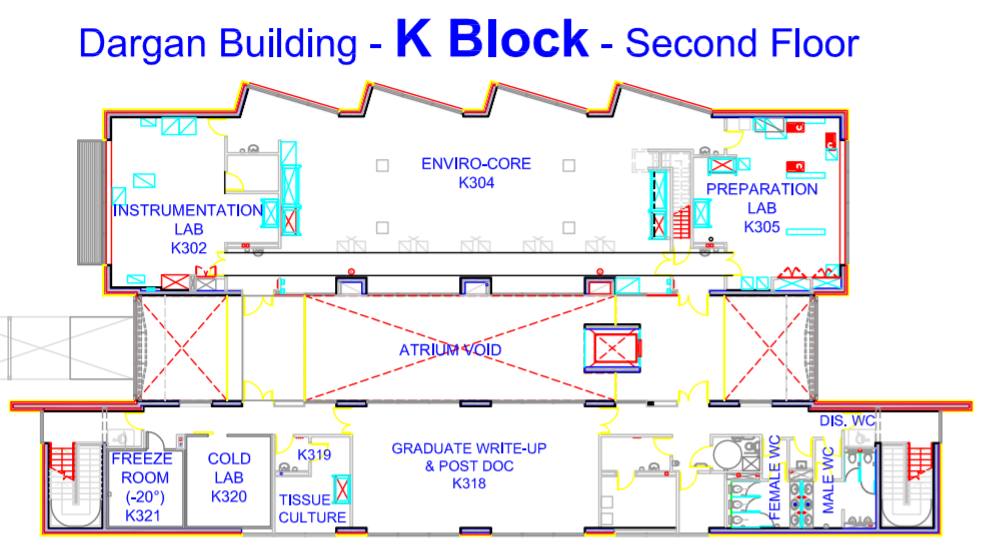 Dargan Building - K Block - Second Floor
ENVIRO-CORE
K304
INSTRUMENTATION
LAB
K302
PREPARATION
LAB
K305
ATRIUM VOID
FREEZE
ROOM
(-20°)
K321
COLD
LAB
K320
K319
TISSUE
CULTURE
GRADUATE WRITE-UP
& POST DOC
K318
FEMALE WC
MALE WC
DIS. WC